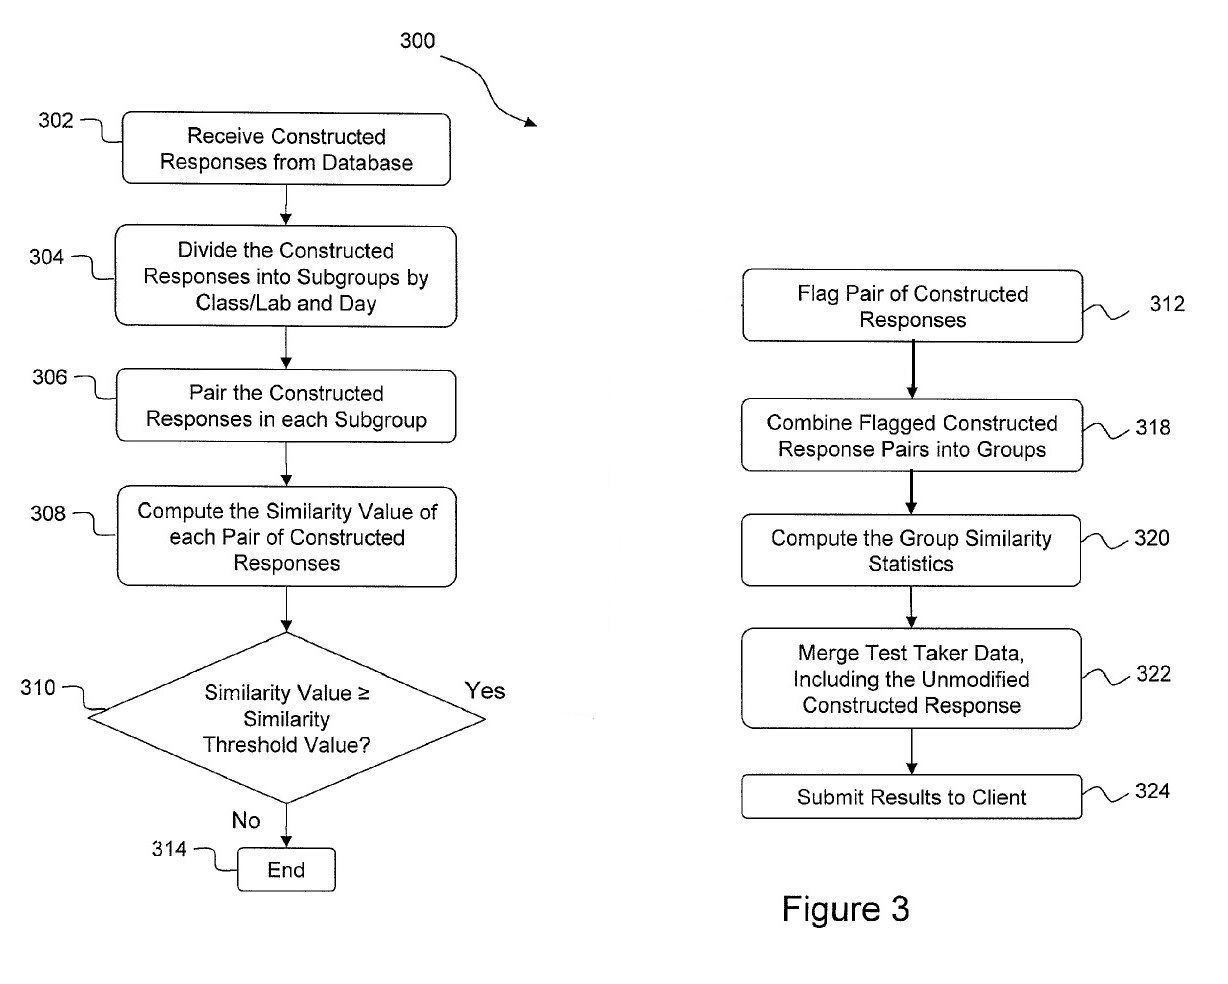 300
302
Receive Constructed
Responses from Database
304
Divide the Constructed
Responses into Subgroups by
Class/Lab and Day
306
Pair the Constructed
Responses in each Subgroup
308
Compute the Similarity Value of
each Pair of Constructed
Responses
310
Similarity Value ≥
Similarity
Threshold Value?
Yes
No
314
End
Flag Pair of Constructed
Responses
312
Combine Flagged Constructed
Response Pairs into Groups
318
Compute the Group Similarity
Statistics
320
Merge Test Taker Data,
Including the Unmodified
Constructed Response
322
Submit Results to Client
324
Figure 3